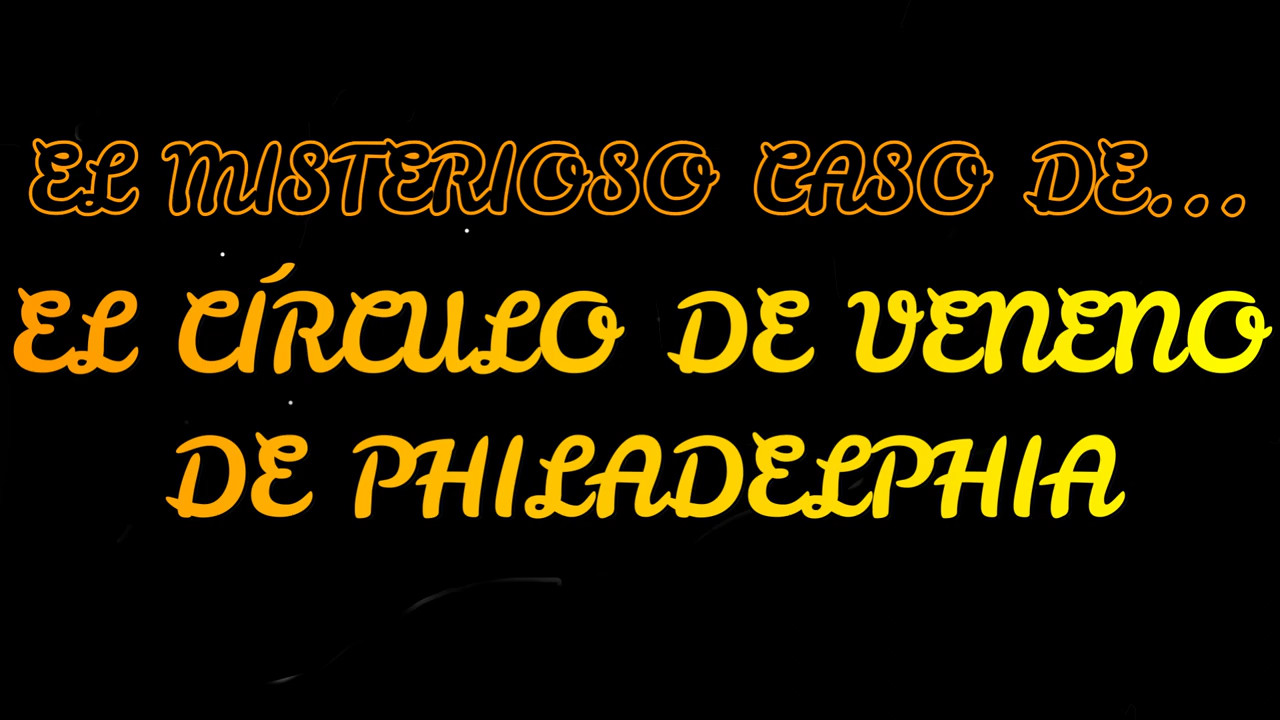 EL MISTERIOSO CASO DE...
EL CÍRCULO DE VENENO
DE PHILADELPHIA